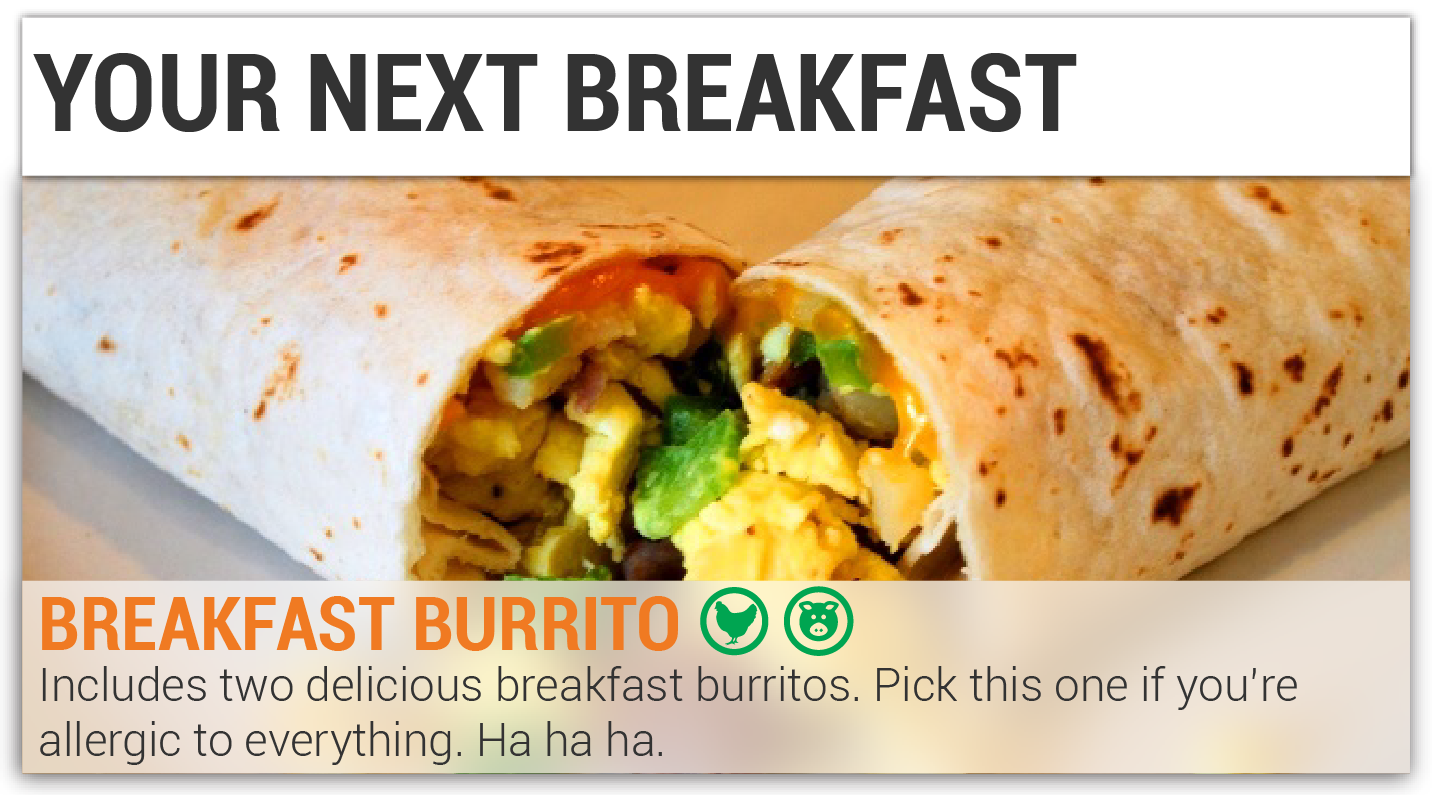 YOUR NEXT BREAKFAST
BREAKFAST BURRITO
Includes two delicious breakfast burritos. Pick this one if you're
allergic to everything. Ha ha ha.